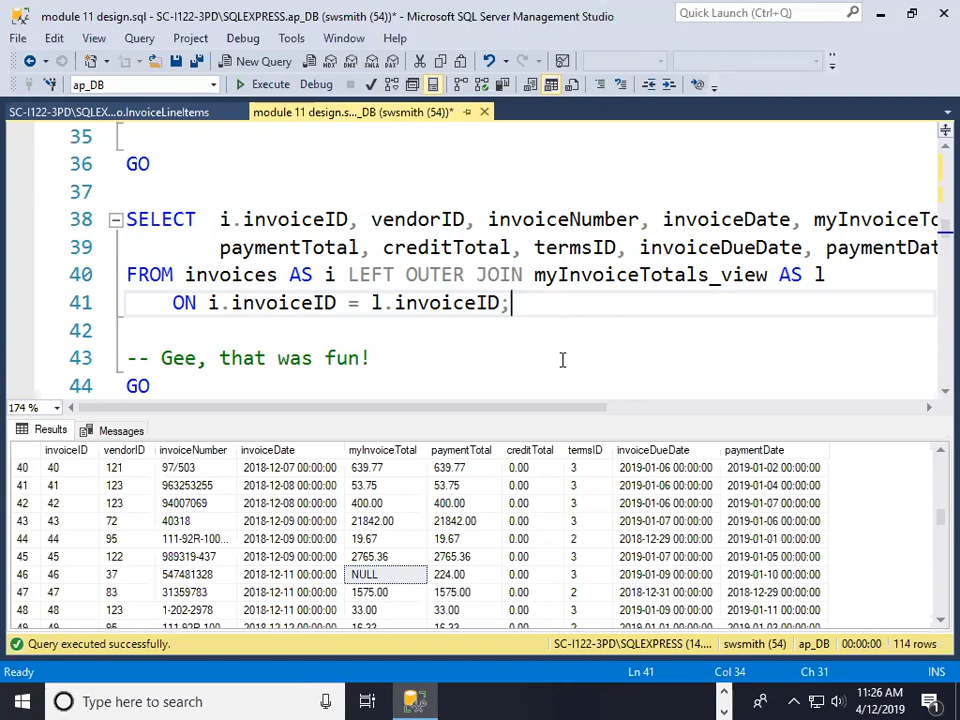 module 11 design.sql - SC-I122-3PD\SQLEXPRESS.ap_DB (swsmith (54))* - Microsoft SQL Server Management Studio
Quick Launch (Ctrl+Q)
File Edit View Query Project Debug Tools Window Help
New Query
ap_DB
Execute Debug
SC-I122-3PD\SQLEX...o.InvoiceLineItems
module 11 design.s..._DB (swsmith (54))*
35
36 GO
37
38 SELECT i.invoiceID, vendorID, invoiceNumber, invoiceDate, myInvoiceTo
39 paymentTotal, creditTotal, termsID, invoiceDueDate, paymentDat
40 FROM invoices AS i LEFT OUTER JOIN myInvoiceTotals_view AS l
41 ON i.invoiceID = l.invoiceID;
42
43 -- Gee, that was fun!
44 GO
174 %
Results Messages
invoiceID vendorID invoiceNumber invoiceDate myInvoiceTotal paymentTotal creditTotal termsID invoiceDueDate paymentDate
40 40 121 97/503 2018-12-07 00:00:00 639.77 639.77 0.00 3 2019-01-06 00:00:00 2019-01-02 00:00:00
41 41 123 963253255 2018-12-08 00:00:00 53.75 53.75 0.00 3 2019-01-06 00:00:00 2019-01-04 00:00:00
42 42 123 94007069 2018-12-08 00:00:00 400.00 400.00 0.00 3 2019-01-06 00:00:00 2019-01-07 00:00:00
43 43 72 40318 2018-12-09 00:00:00 21842.00 21842.00 0.00 3 2019-01-07 00:00:00 2019-01-06 00:00:00
44 44 95 111-92R-100... 2018-12-09 00:00:00 19.67 19.67 0.00 2 2018-12-29 00:00:00 2019-01-01 00:00:00
45 45 122 989319-437 2018-12-09 00:00:00 2765.36 2765.36 0.00 3 2019-01-07 00:00:00 2019-01-05 00:00:00
46 46 37 547481328 2018-12-11 00:00:00 NULL 224.00 0.00 3 2019-01-09 00:00:00 2019-01-10 00:00:00
47 47 83 31359783 2018-12-11 00:00:00 1575.00 1575.00 0.00 2 2018-12-31 00:00:00 2019-01-09 00:00:00
48 48 123 1-202-2978 2018-12-11 00:00:00 33.00 33.00 0.00 3 2019-01-09 00:00:00 2019-01-11 00:00:00
Query executed successfully.
SC-I122-3PD\SQLEXPRESS (14.... swsmith (54) ap_DB 00:00:00 114 rows
Ready Ln 41 Col 34 Ch 31 INS
Type here to search
11:26 AM
4/12/2019
1